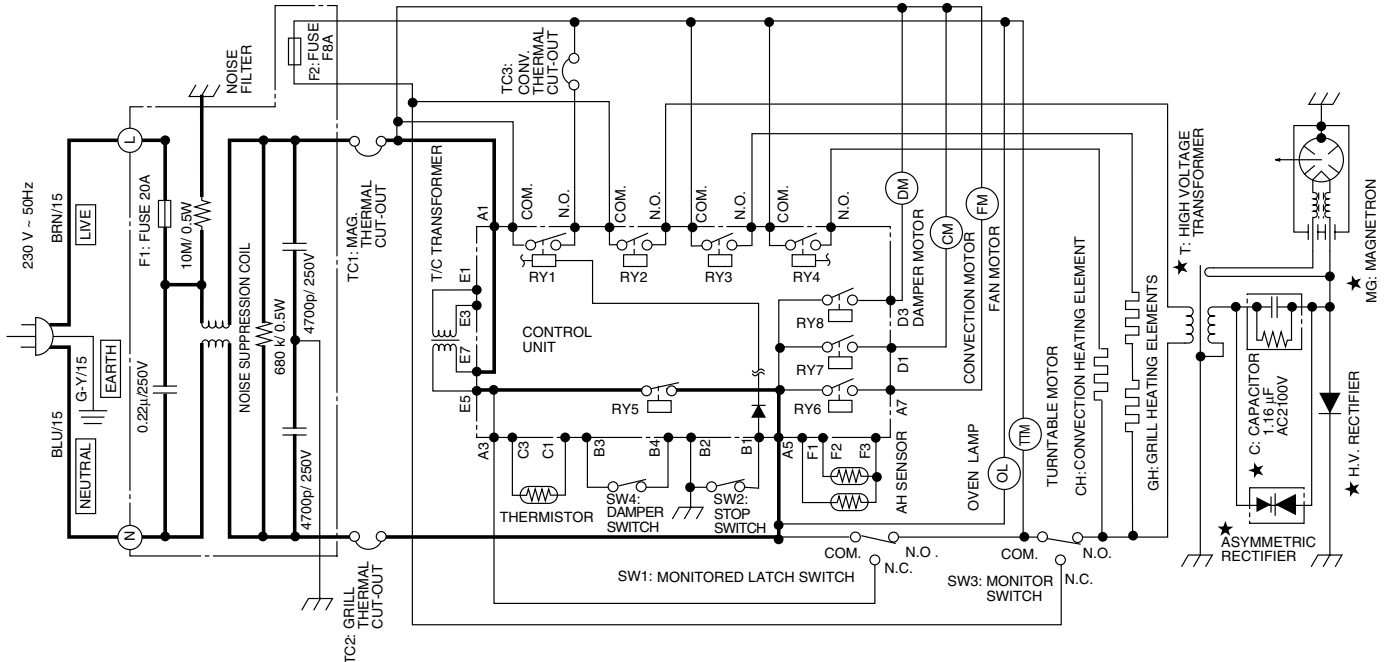 230 V ~ 50Hz
BRN/15
LIVE
G-Y/15
EARTH
BLU/15
NEUTRAL
L
N
F1: FUSE 20A
10M/ 0.5W
0.22µ/250V
NOISE
FILTER
F2: FUSE
F8A
NOISE SUPPRESSION COIL
680 k/ 0.5W
4700p/ 250V
4700p/ 250V
TC1: MAG.
THERMAL
CUT-OUT
TC2: GRILL
THERMAL
CUT-OUT
TC3: CONV.
THERMAL
CUT-OUT
T/C TRANSFORMER
A1
E1
E3
E7
E5
A3
CONTROL
UNIT
COM.
N.O.
COM.
N.O.
COM.
N.O.
COM.
N.O.
RY1
RY2
RY3
RY4
RY5
RY6
RY7
RY8
C3
C1
B3
B4
B2
B1
A5
F1
F2
F3
A7
D1
D3
THERMISTOR
SW4:
DAMPER
SWITCH
SW2:
STOP
SWITCH
AH SENSOR
DM
DAMPER MOTOR
CM
CONVECTION MOTOR
FM
FAN MOTOR
OL
OVEN LAMP
TTM
TURNTABLE MOTOR
CH:CONVECTION HEATING ELEMENT
GH: GRILL HEATING ELEMENTS
COM.
N.O .
N.C.
SW1: MONITORED LATCH SWITCH
COM.
N.O.
N.C.
SW3: MONITOR
SWITCH
★ T: HIGH VOLTAGE
TRANSFORMER
★ C: CAPACITOR
1.16 µF
AC2100V
★ ASYMMETRIC
RECTIFIER
★ H.V. RECTIFIER
★ MG: MAGNETRON